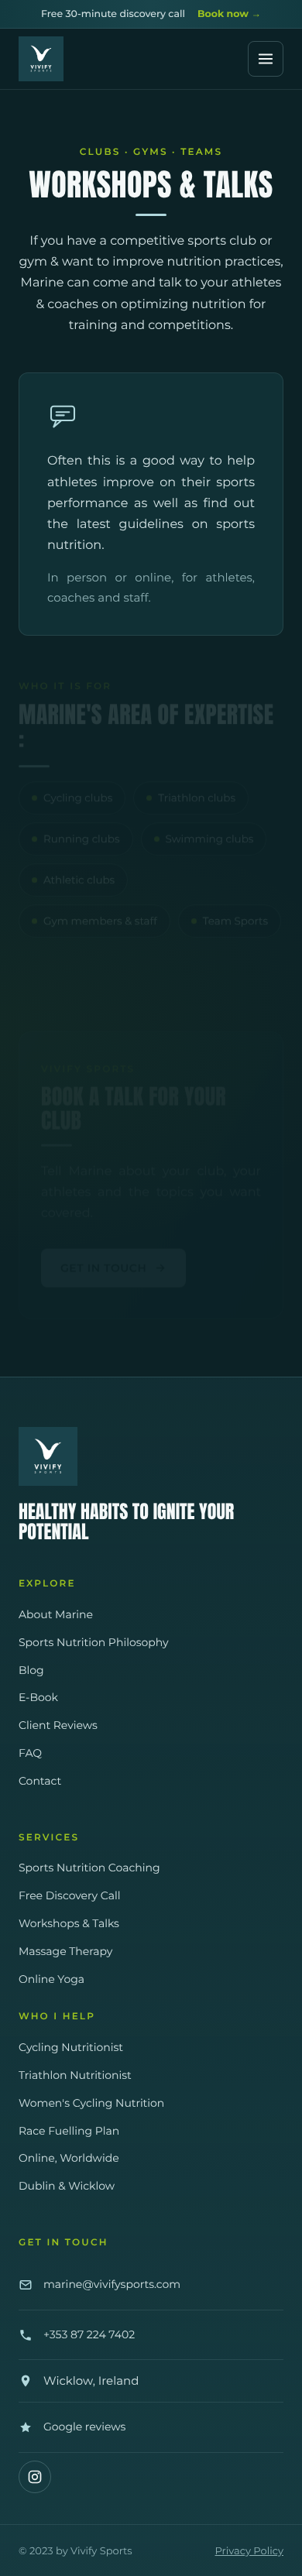 Free 30-minute discovery call Book now →
VIVIFY
SPORTS
CLUBS • GYMS • TEAMS
WORKSHOPS & TALKS
If you have a competitive sports club or
gym & want to improve nutrition practices,
Marine can come and talk to your athletes
& coaches on optimizing nutrition for
training and competitions.
Often this is a good way to help
athletes improve on their sports
performance as well as find out
the latest guidelines on sports
nutrition.
In person or online, for athletes,
coaches and staff.
WHO IT IS FOR
MARINE'S AREA OF EXPERTISE
:
Cycling clubs
Triathlon clubs
Running clubs
Swimming clubs
Athletic clubs
Gym members & staff
Team Sports
VIVIFY SPORTS
BOOK A TALK FOR YOUR
CLUB
Tell Marine about your club, your
athletes and the topics you want
covered.
GET IN TOUCH →
VIVIFY
SPORTS
HEALTHY HABITS TO IGNITE YOUR
POTENTIAL
EXPLORE
About Marine
Sports Nutrition Philosophy
Blog
E-Book
Client Reviews
FAQ
Contact
SERVICES
Sports Nutrition Coaching
Free Discovery Call
Workshops & Talks
Massage Therapy
Online Yoga
WHO I HELP
Cycling Nutritionist
Triathlon Nutritionist
Women's Cycling Nutrition
Race Fuelling Plan
Online, Worldwide
Dublin & Wicklow
GET IN TOUCH
marine@vivifysports.com
+353 87 224 7402
Wicklow, Ireland
Google reviews
© 2023 by Vivify Sports
Privacy Policy